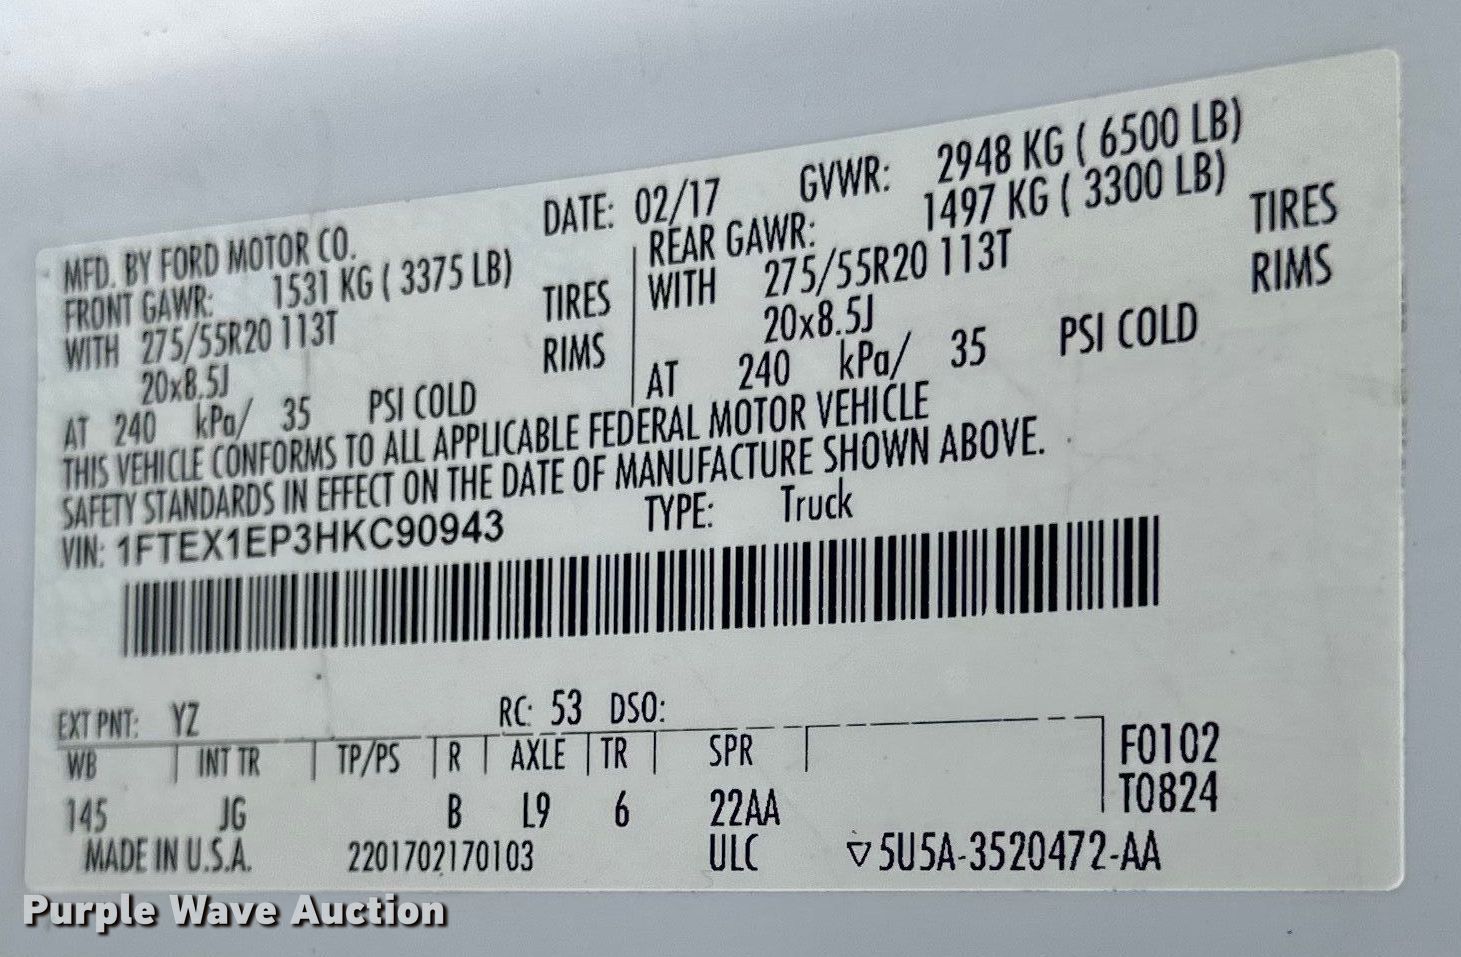 MFD. BY FORD MOTOR CO. DATE: 02/17 GVWR: 2948 KG ( 6500 LB)
FRONT GAWR: 1531 KG ( 3375 LB)
WITH 275/55R20 113T TIRES
20x8.5J RIMS
AT 240 kPa/ 35 PSI COLD
REAR GAWR: 1497 KG ( 3300 LB)
WITH 275/55R20 113T TIRES
20x8.5J RIMS
AT 240 kPa/ 35 PSI COLD
THIS VEHICLE CONFORMS TO ALL APPLICABLE FEDERAL MOTOR VEHICLE
SAFETY STANDARDS IN EFFECT ON THE DATE OF MANUFACTURE SHOWN ABOVE.
VIN: 1FTEX1EP3HKC90943 TYPE: Truck
EXT PNT: YZ RC: 53 DSO:
WB INT TR TP/PS R AXLE TR SPR F0102
145 JG B L9 6 22AA T0824
MADE IN U.S.A. 2201702170103 ULC ▽5U5A-3520472-AA
Purple Wave Auction